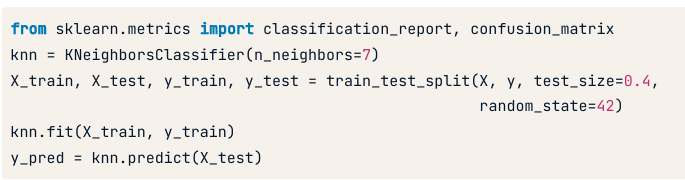 from sklearn.metrics import classification_report, confusion_matrix
knn = KNeighborsClassifier(n_neighbors=7)
X_train, X_test, y_train, y_test = train_test_split(X, y, test_size=0.4,
random_state=42)
knn.fit(X_train, y_train)
y_pred = knn.predict(X_test)